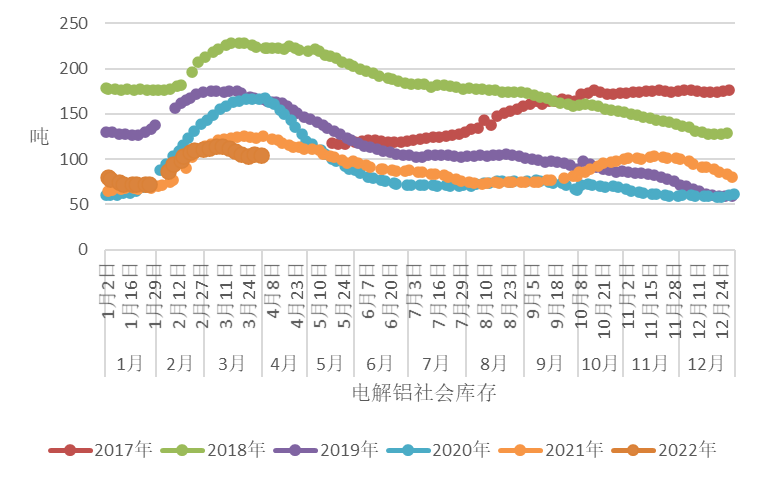 250
200
150
100
50
0
吨
1月2日 1月16日 1月29日 2月12日 2月27日 3月11日 3月24日 4月8日 4月23日 5月10日 5月24日 6月7日 6月20日 7月3日 7月16日 7月29日 8月10日 8月23日 9月5日 9月18日 10月8日 10月21日 11月2日 11月15日 11月28日 12月11日 12月24日
1月 2月 3月 4月 5月 6月 7月 8月 9月 10月 11月 12月
电解铝社会库存
2017年 2018年 2019年 2020年 2021年 2022年